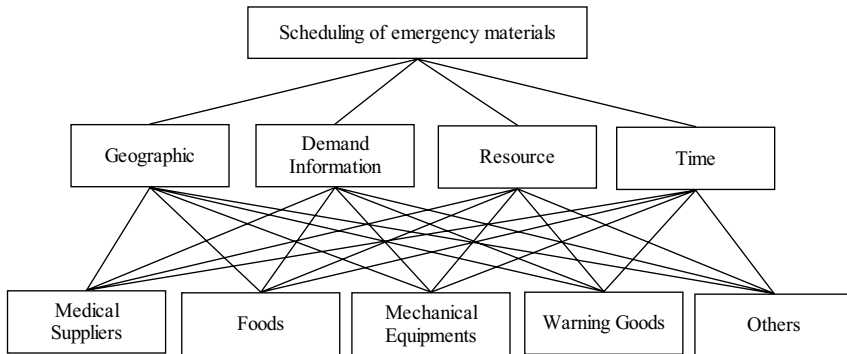 Scheduling of emergency materials
Geographic
Demand
Information
Resource
Time
Medical
Suppliers
Foods
Mechanical
Equipments
Warning Goods
Others